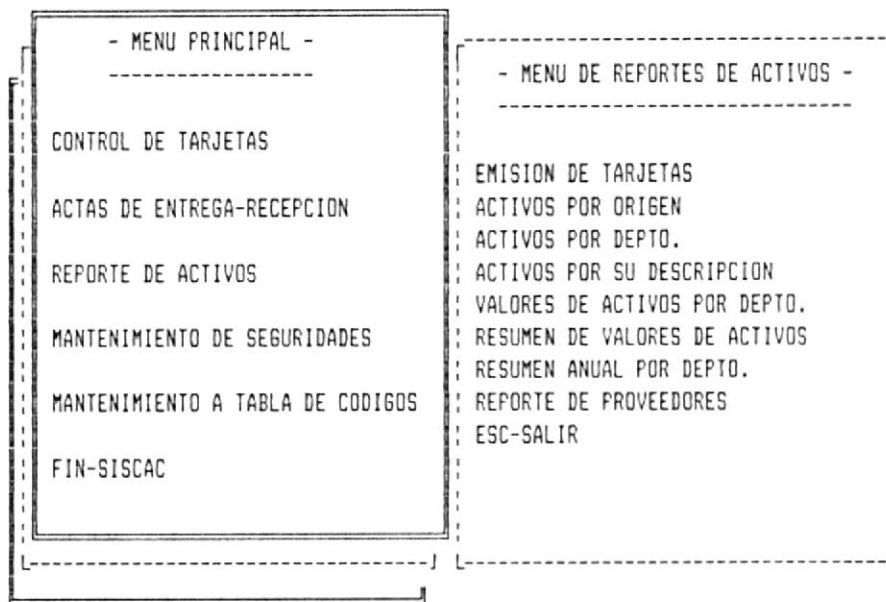 - MENU PRINCIPAL -
CONTROL DE TARJETAS
ACTAS DE ENTREGA-RECEPCION
REPORTE DE ACTIVOS
MANTENIMIENTO DE SEGURIDADES
MANTENIMIENTO A TABLA DE CODIGOS
FIN-SISCAC
- MENU DE REPORTES DE ACTIVOS -
EMISION DE TARJETAS
ACTIVOS POR ORIGEN
ACTIVOS POR DEPTO.
ACTIVOS POR SU DESCRIPCION
VALORES DE ACTIVOS POR DEPTO.
RESUMEN DE VALORES DE ACTIVOS
RESUMEN ANUAL POR DEPTO.
REPORTE DE PROVEEDORES
ESC-SALIR